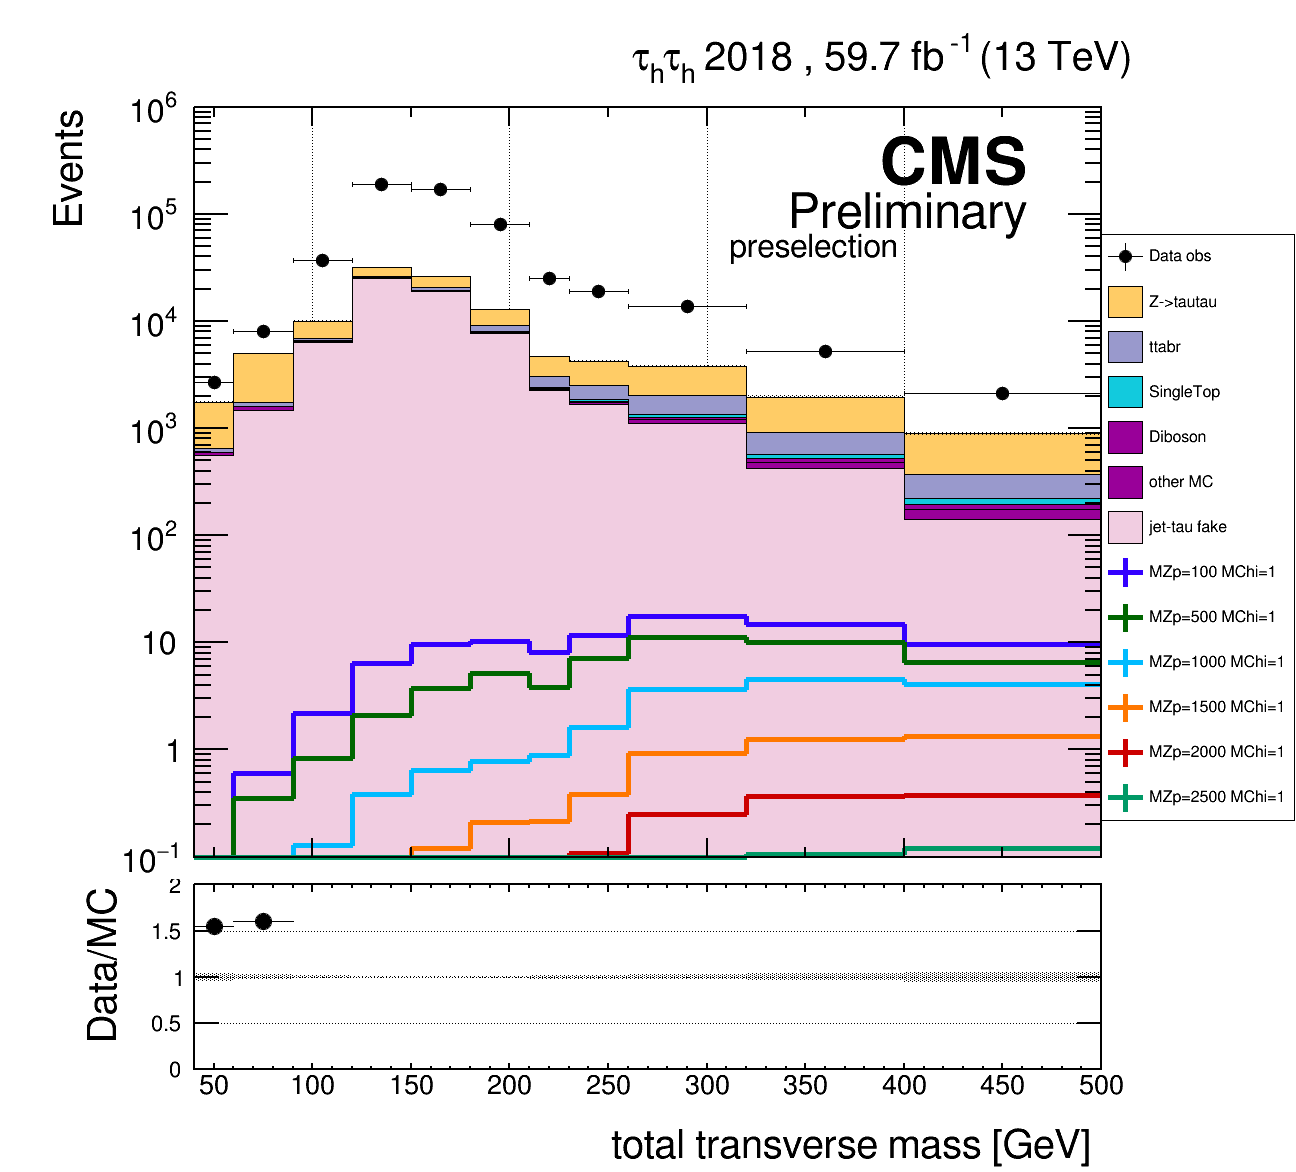 τhτh 2018 , 59.7 fb-1 (13 TeV)
Events
10^6
10^5
10^4
10^3
10^2
10
1
10^−1
CMS
Preliminary
preselection
Data obs
Z->tautau
ttabr
SingleTop
Diboson
other MC
jet-tau fake
MZp=100 MChi=1
MZp=500 MChi=1
MZp=1000 MChi=1
MZp=1500 MChi=1
MZp=2000 MChi=1
MZp=2500 MChi=1
Data/MC
2
1.5
1
0.5
0
50 100 150 200 250 300 350 400 450 500
total transverse mass [GeV]